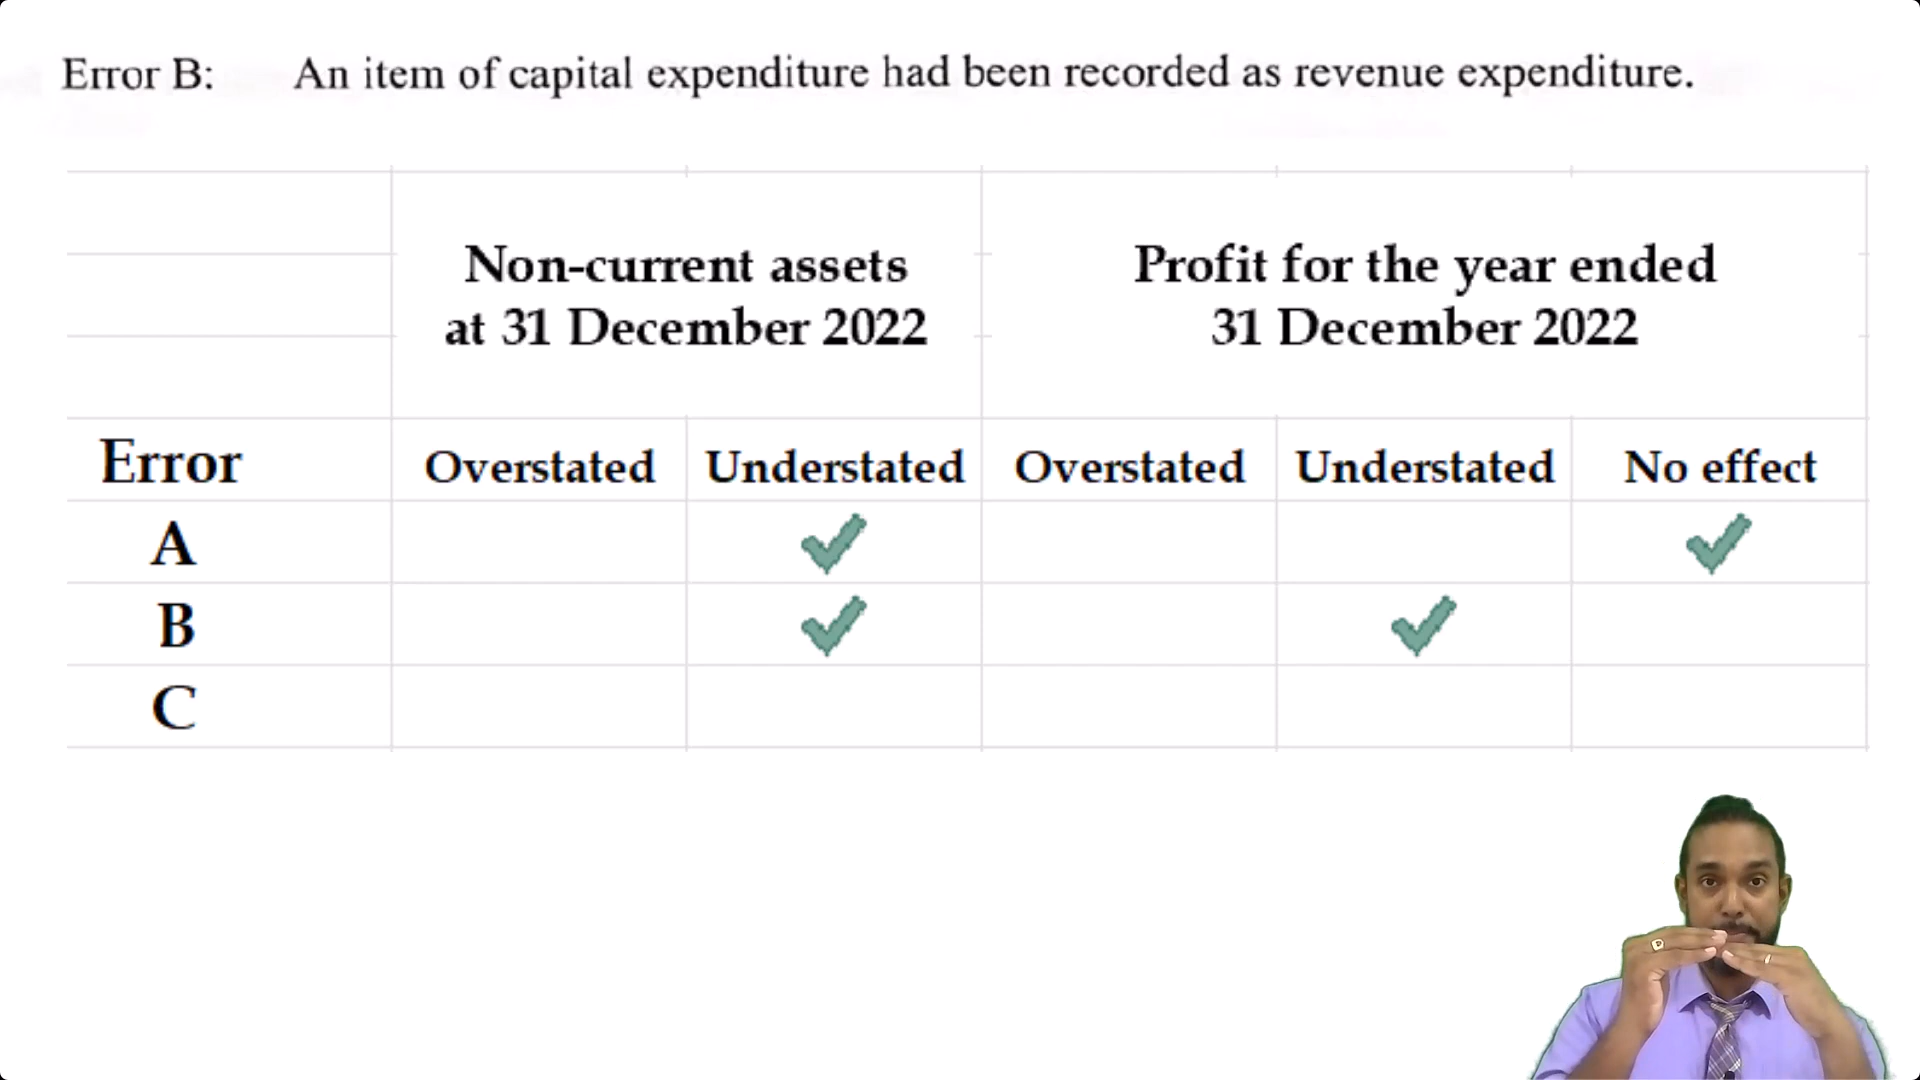 Error B: An item of capital expenditure had been recorded as revenue expenditure.
Non-current assets
at 31 December 2022
Profit for the year ended
31 December 2022
Error Overstated Understated Overstated Understated No effect
A
B
C